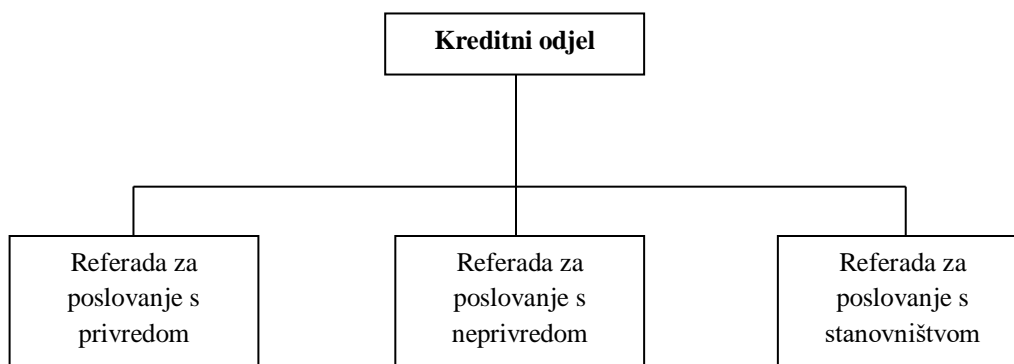 Kreditni odjel
Referada za
poslovanje s
privredom
Referada za
poslovanje s
neprivredom
Referada za
poslovanje s
stanovništvom